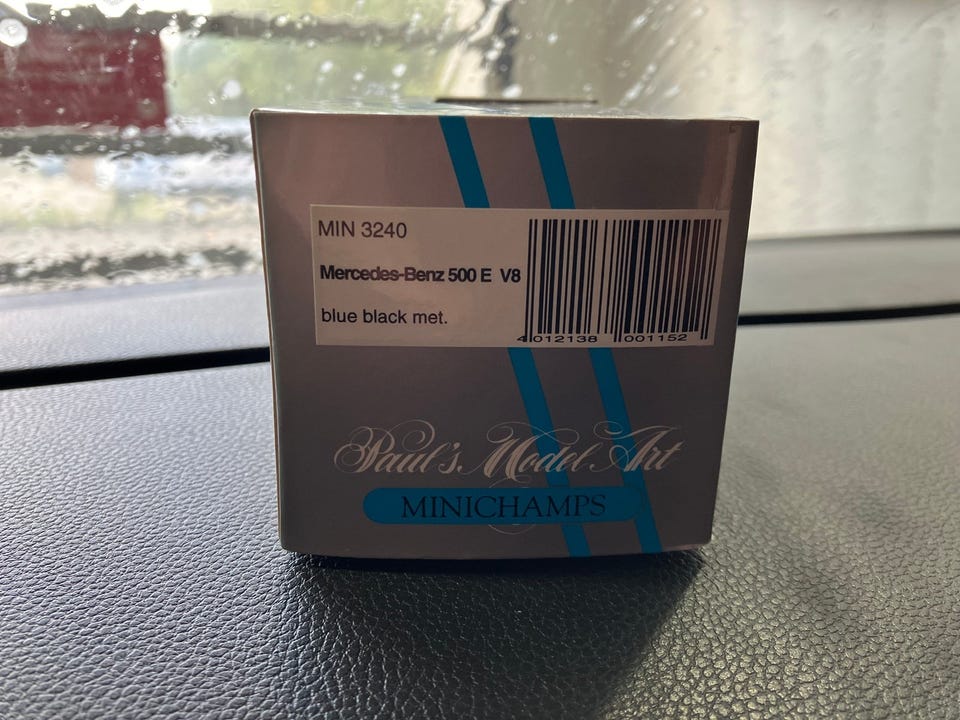 MIN 3240
Mercedes-Benz 500 E V8
blue black met.
4 012138 001152
Paul's Model Art
MINICHAMPS